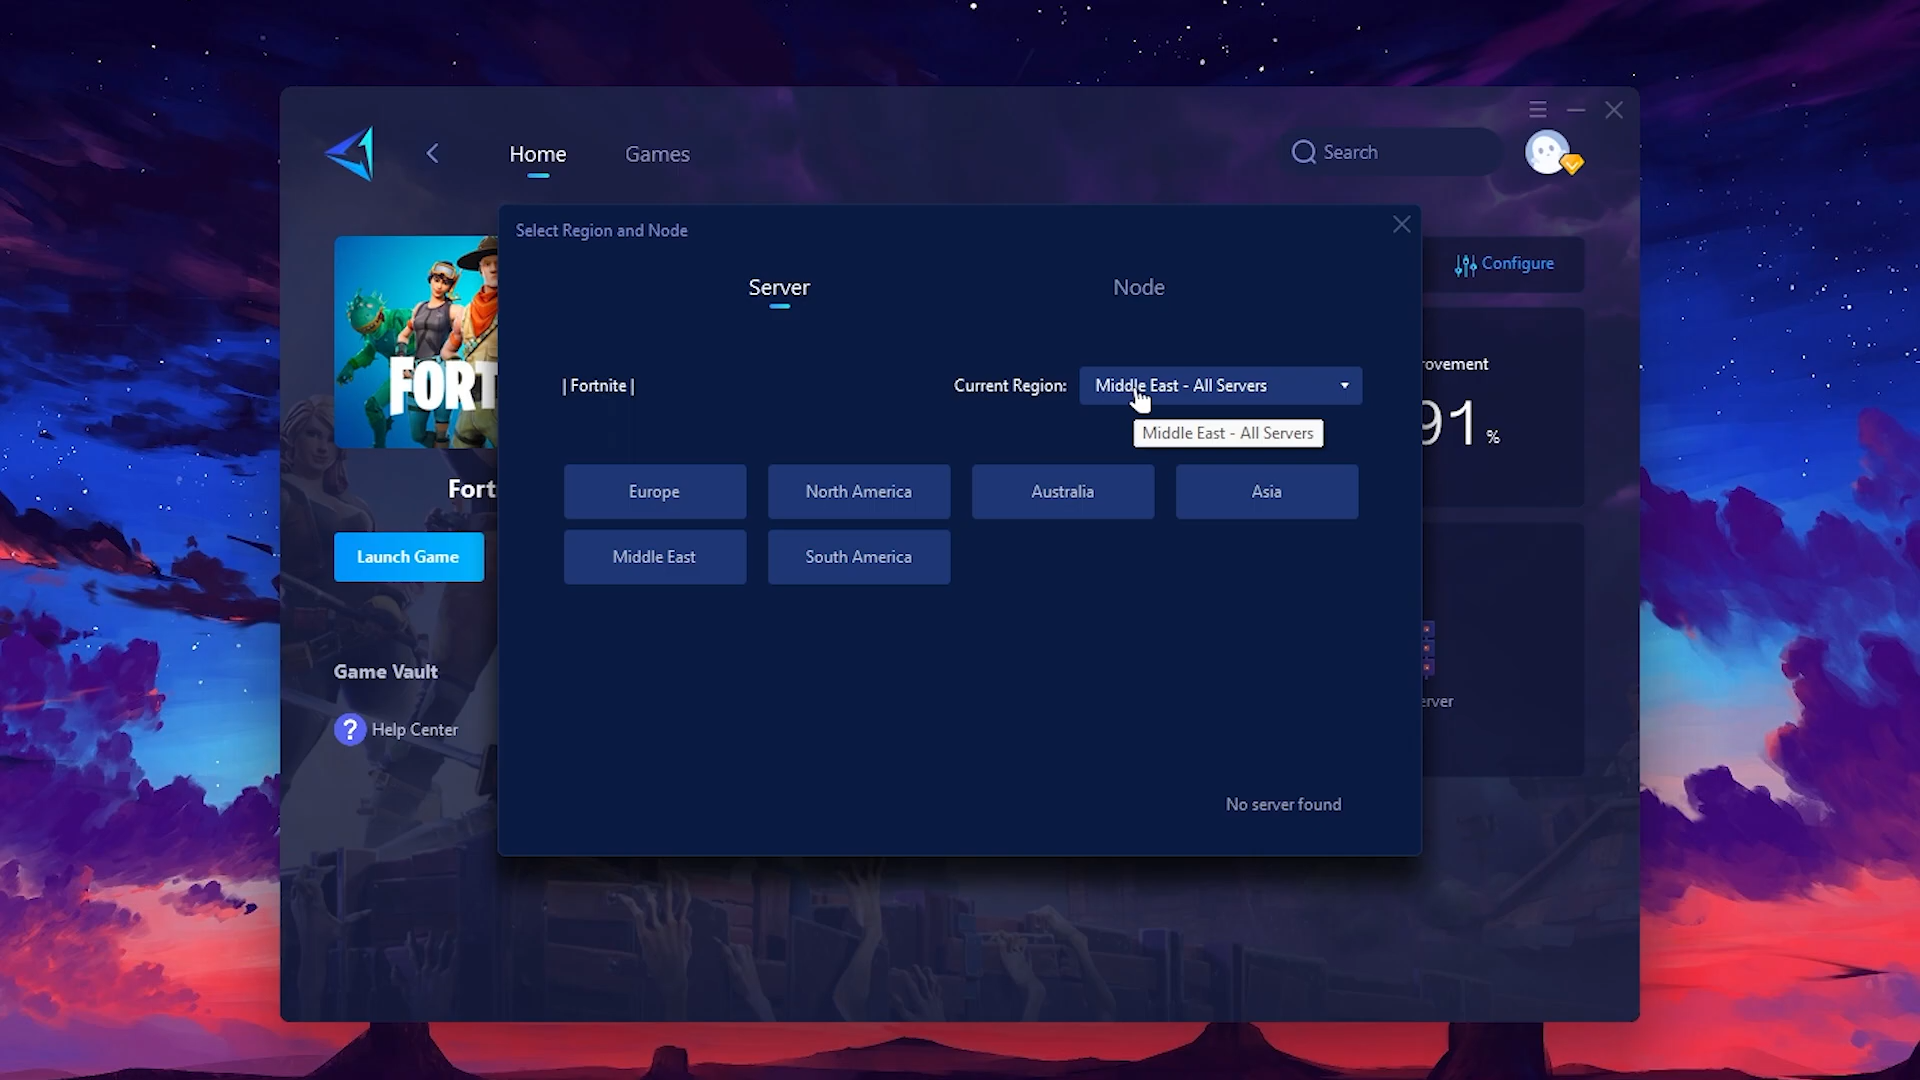 Home
Games
Search
Select Region and Node
Server
Node
Configure
| Fortnite |
Current Region:
Middle East - All Servers
Middle East - All Servers
rovement
91 %
FORT
Europe
North America
Australia
Asia
Middle East
South America
Fort
Launch Game
Game Vault
? Help Center
erver
No server found